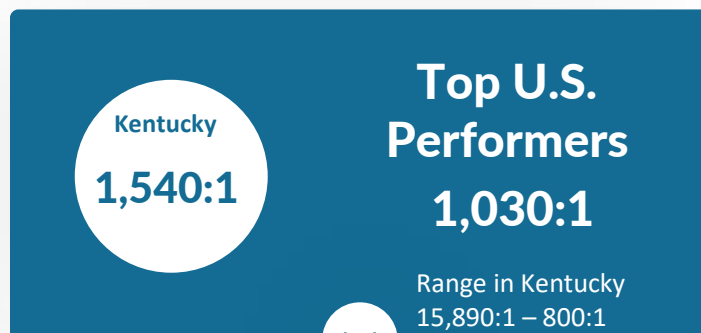 Kentucky
1,540:1
Top U.S.
Performers
1,030:1
Range in Kentucky
15,890:1 – 800:1